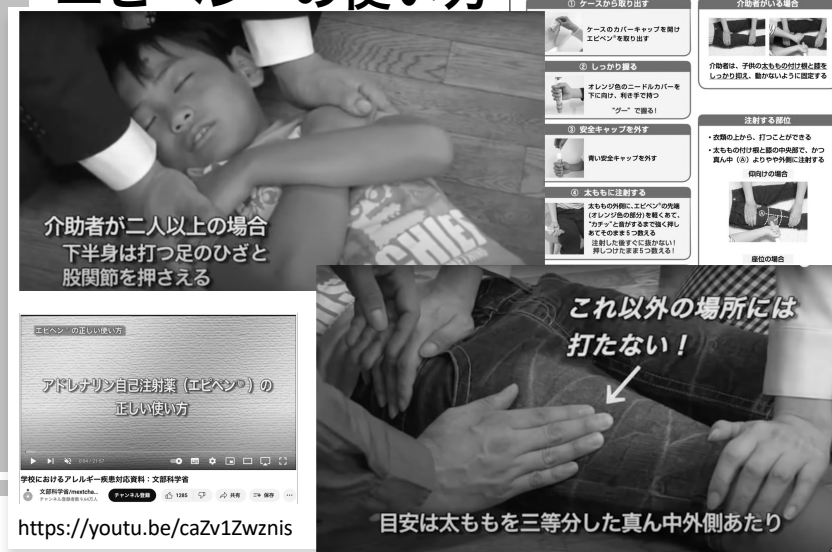 エピペン®の使い方
介助者が二人以上の場合
下半身は打つ足のひざと
股関節を押さえる
① ケースから取り出す
ケースのカバーキャップを開け
エピペン®を取り出す
② しっかり握る
オレンジ色のニードルカバーを
下に向け、利き手で持つ
“グー”で握る!
③ 安全キャップを外す
青い安全キャップを外す
④ 太ももに注射する
太ももの外側に、エピペン®の先端
(オレンジ色の部分)を軽くあて、
“カチッ”と音がするまで強く押し
あてそのまま5つ数える
注射した後すぐに抜かない!
押しつけたまま5つ数える!
介助者がいる場合
介助者は、子供の太ももの付け根と膝を
しっかり抑え、動かないように固定する
注射する部位
・衣類の上から、打つことができる
・太ももの付け根と膝の中央部で、かつ
真ん中(Ⓐ)よりやや外側に注射する
仰向けの場合
Ⓐ
座位の場合
エピペン®の正しい使い方
アドレナリン自己注射薬(エピペン®)の
正しい使い方
0:04 / 21:57
学校におけるアレルギー疾患対応資料:文部科学省
文部科学省/mextcha...
チャンネル登録
1285
共有
保存
https://youtu.be/caZv1Zwznis
これ以外の場所には
打たない!
目安は太ももを三等分した真ん中外側あたり